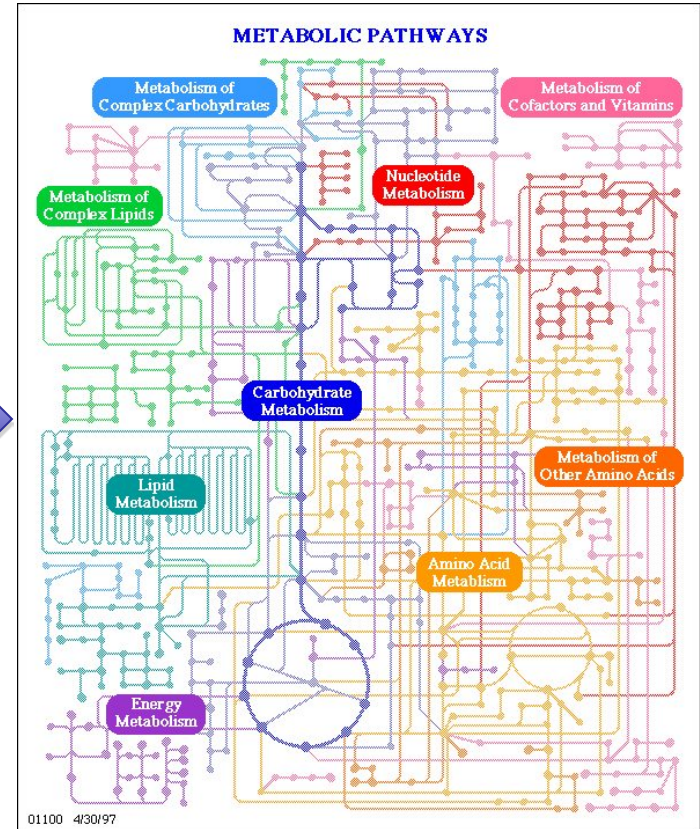 METABOLIC PATHWAYS
Metabolism of
Complex Carbohydrates
Metabolism of
Cofactors and Vitamins
Nucleotide
Metabolism
Metabolism of
Complex Lipids
Carbohydrate
Metabolism
Metabolism of
Other Amino Acids
Lipid
Metabolism
Amino Acid
Metablism
Energy
Metabolism
01100 4/30/97